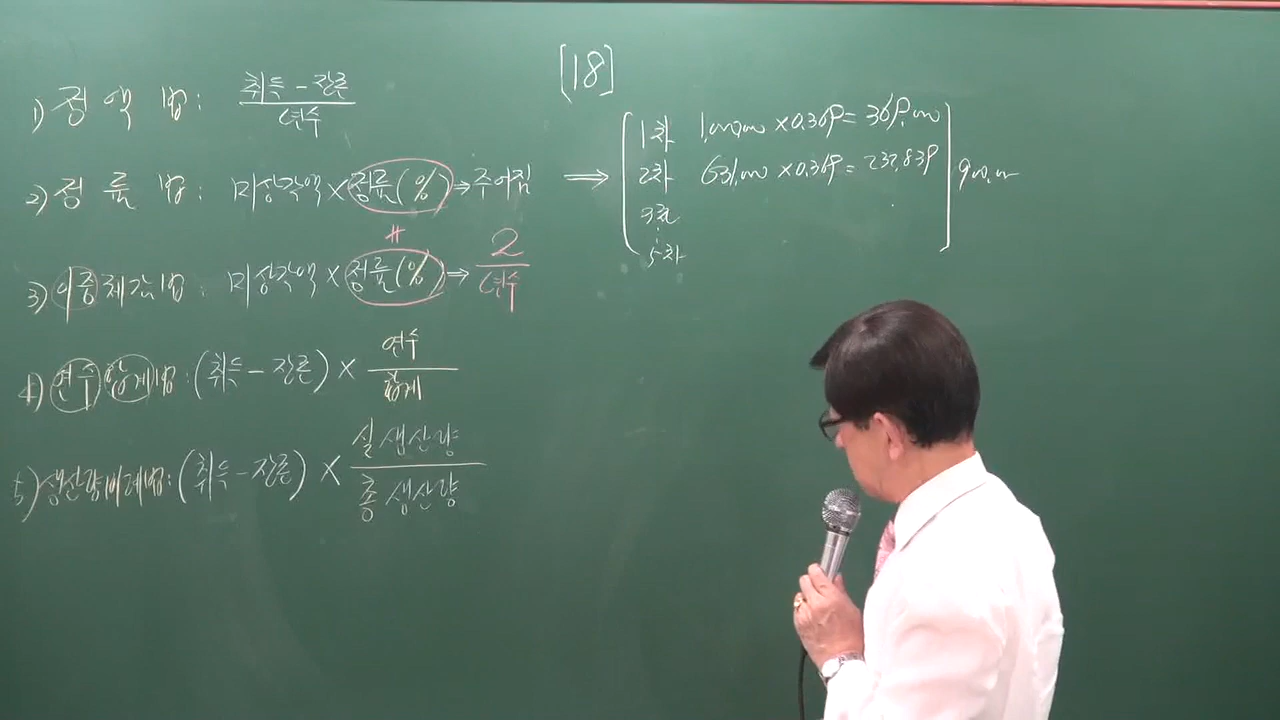 [18]
1) 정 액 법 : 취득 - 잔존 / 연수
2) 정 률 법 : 미상각액 × 정률(%) → 주어짐 ⇒
1차 1,000,000 × 0.369 = 369,000
2차 631,000 × 0.369 = 232,839
3차
⋮
5차
900,000
≠
3) 이중체감법 : 미상각액 × 정률(%) → 2 / 연수
4) 연수합계법 : (취득 - 잔존) × 연수 / 합계
5) 생산량비례법 : (취득 - 잔존) × 실 생산량 / 총 생산량